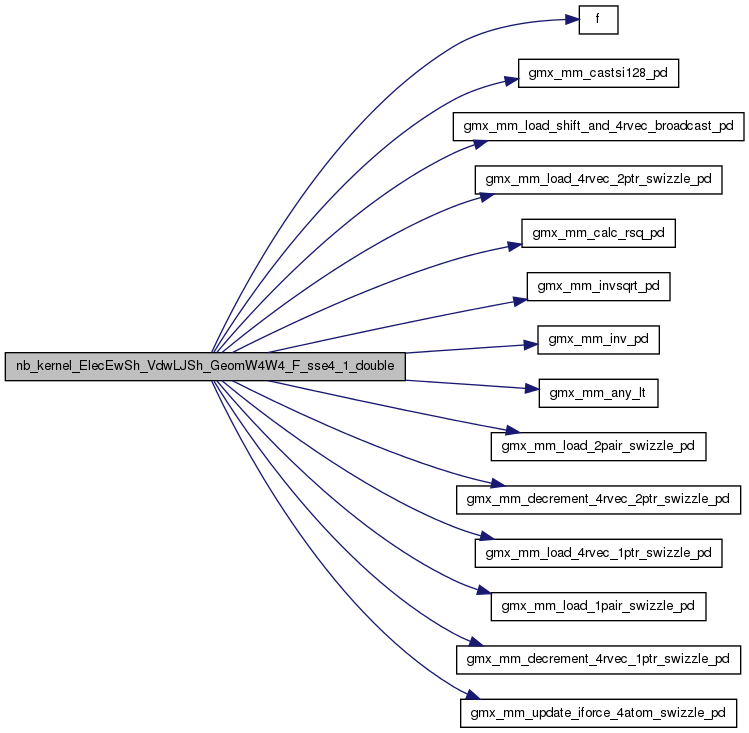 f
gmx_mm_castsi128_pd
gmx_mm_load_shift_and_4rvec_broadcast_pd
gmx_mm_load_4rvec_2ptr_swizzle_pd
gmx_mm_calc_rsq_pd
gmx_mm_invsqrt_pd
gmx_mm_inv_pd
nb_kernel_ElecEwSh_VdwLJSh_GeomW4W4_F_sse4_1_double
gmx_mm_any_lt
gmx_mm_load_2pair_swizzle_pd
gmx_mm_decrement_4rvec_2ptr_swizzle_pd
gmx_mm_load_4rvec_1ptr_swizzle_pd
gmx_mm_load_1pair_swizzle_pd
gmx_mm_decrement_4rvec_1ptr_swizzle_pd
gmx_mm_update_iforce_4atom_swizzle_pd